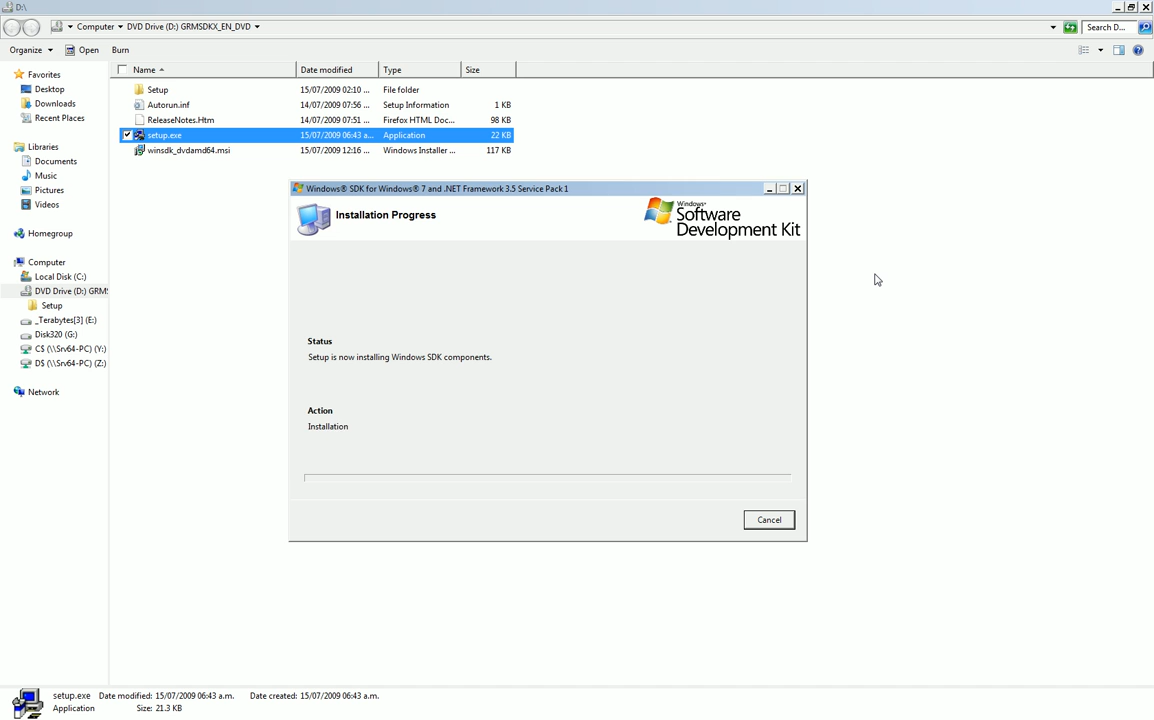 D:\
Computer DVD Drive (D:) GRMSDKX_EN_DVD Search D...
Organize Open Burn
Name Date modified Type Size
Setup 15/07/2009 02:10 ... File folder
Autorun.inf 14/07/2009 07:56 ... Setup Information 1 KB
ReleaseNotes.Htm 14/07/2009 07:51 ... Firefox HTML Doc... 98 KB
setup.exe 15/07/2009 06:43 a... Application 22 KB
winsdk_dvdamd64.msi 15/07/2009 12:16 ... Windows Installer ... 117 KB
Favorites
Desktop
Downloads
Recent Places
Libraries
Documents
Music
Pictures
Videos
Homegroup
Computer
Local Disk (C:)
DVD Drive (D:) GRMS
Setup
_Terabytes[3] (E:)
Disk320 (G:)
C$ (\\Srv64-PC) (Y:)
D$ (\\Srv64-PC) (Z:)
Network
Windows® SDK for Windows® 7 and .NET Framework 3.5 Service Pack 1
Installation Progress
Windows®
Software
Development Kit
Status
Setup is now installing Windows SDK components.
Action
Installation
Cancel
setup.exe Date modified: 15/07/2009 06:43 a.m. Date created: 15/07/2009 06:43 a.m.
Application Size: 21.3 KB